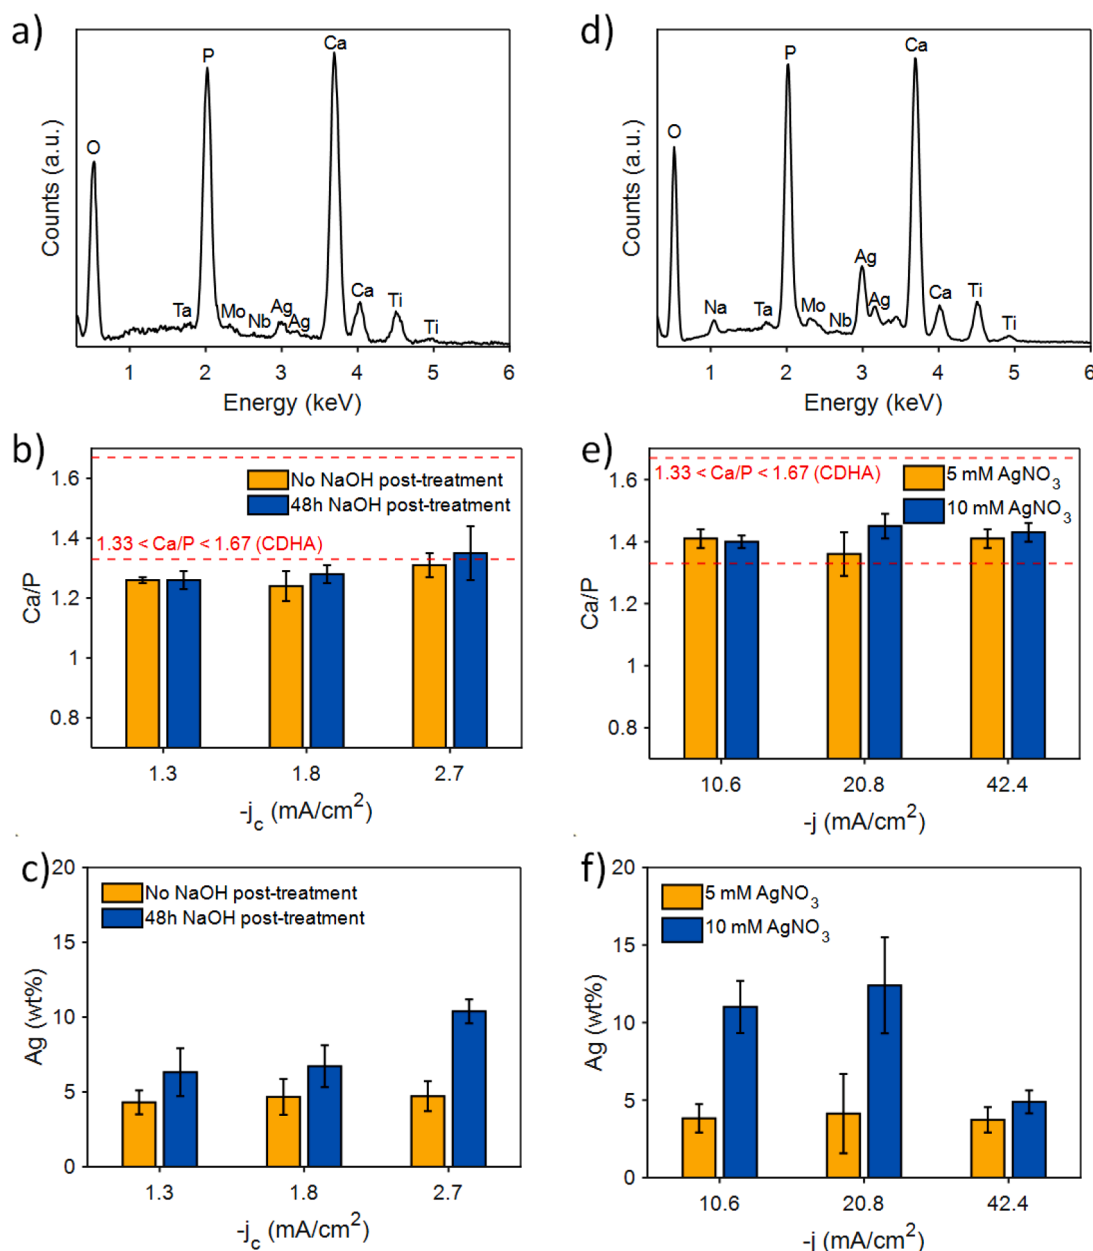 a)
Counts (a.u.)
O
Ta
P
Mo
Nb
Ag
Ag
Ca
Ca
Ti
Ti
1 2 3 4 5 6
Energy (keV)
d)
Counts (a.u.)
O
Na
Ta
P
Mo
Nb
Ag
Ag
Ca
Ca
Ti
Ti
1 2 3 4 5 6
Energy (keV)
b)
Ca/P
1.6
1.4
1.2
1
0.8
No NaOH post-treatment
48h NaOH post-treatment
1.33 < Ca/P < 1.67 (CDHA)
1.3 1.8 2.7
-jc (mA/cm²)
e)
Ca/P
1.6
1.4
1.2
1
0.8
1.33 < Ca/P < 1.67 (CDHA)
5 mM AgNO₃
10 mM AgNO₃
10.6 20.8 42.4
-j (mA/cm²)
c)
Ag (wt%)
20
15
10
5
0
No NaOH post-treatment
48h NaOH post-treatment
1.3 1.8 2.7
-jc (mA/cm²)
f)
Ag (wt%)
20
15
10
5
0
5 mM AgNO₃
10 mM AgNO₃
10.6 20.8 42.4
-j (mA/cm²)